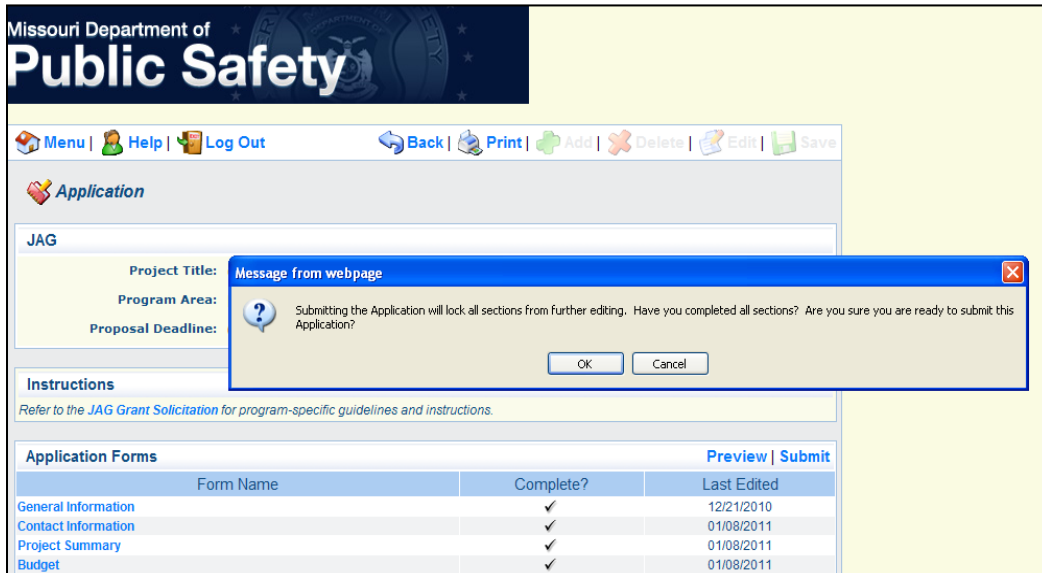 Missouri Department of
Public Safety
Menu | Help | Log Out Back | Print | Add | Delete | Edit | Save
Application
JAG
Project Title:
Message from webpage
Program Area:
Submitting the Application will lock all sections from further editing. Have you completed all sections? Are you sure you are ready to submit this
Application?
Proposal Deadline:
OK Cancel
Instructions
Refer to the JAG Grant Solicitation for program-specific guidelines and instructions.
Application Forms Preview | Submit
Form Name Complete? Last Edited
General Information ✓ 12/21/2010
Contact Information ✓ 01/08/2011
Project Summary ✓ 01/08/2011
Budget ✓ 01/08/2011